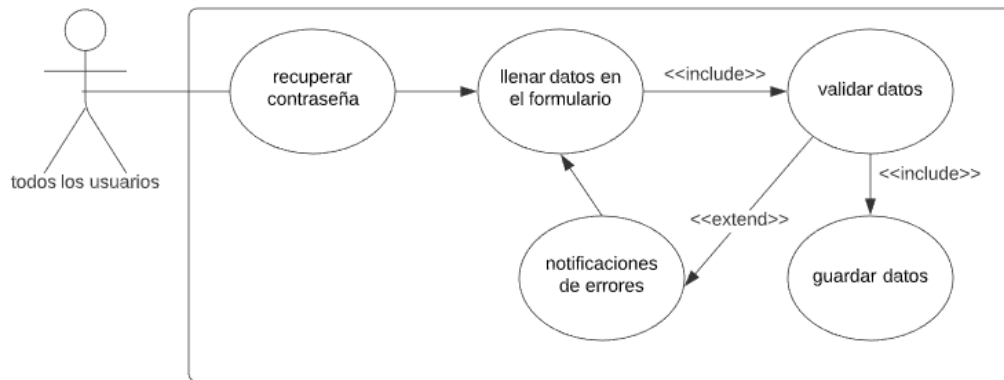 recuperar
contraseña
llenar datos en
el formulario
<<include>>
validar datos
todos los usuarios
<<include>>
<<extend>>
notificaciones
de errores
guardar datos